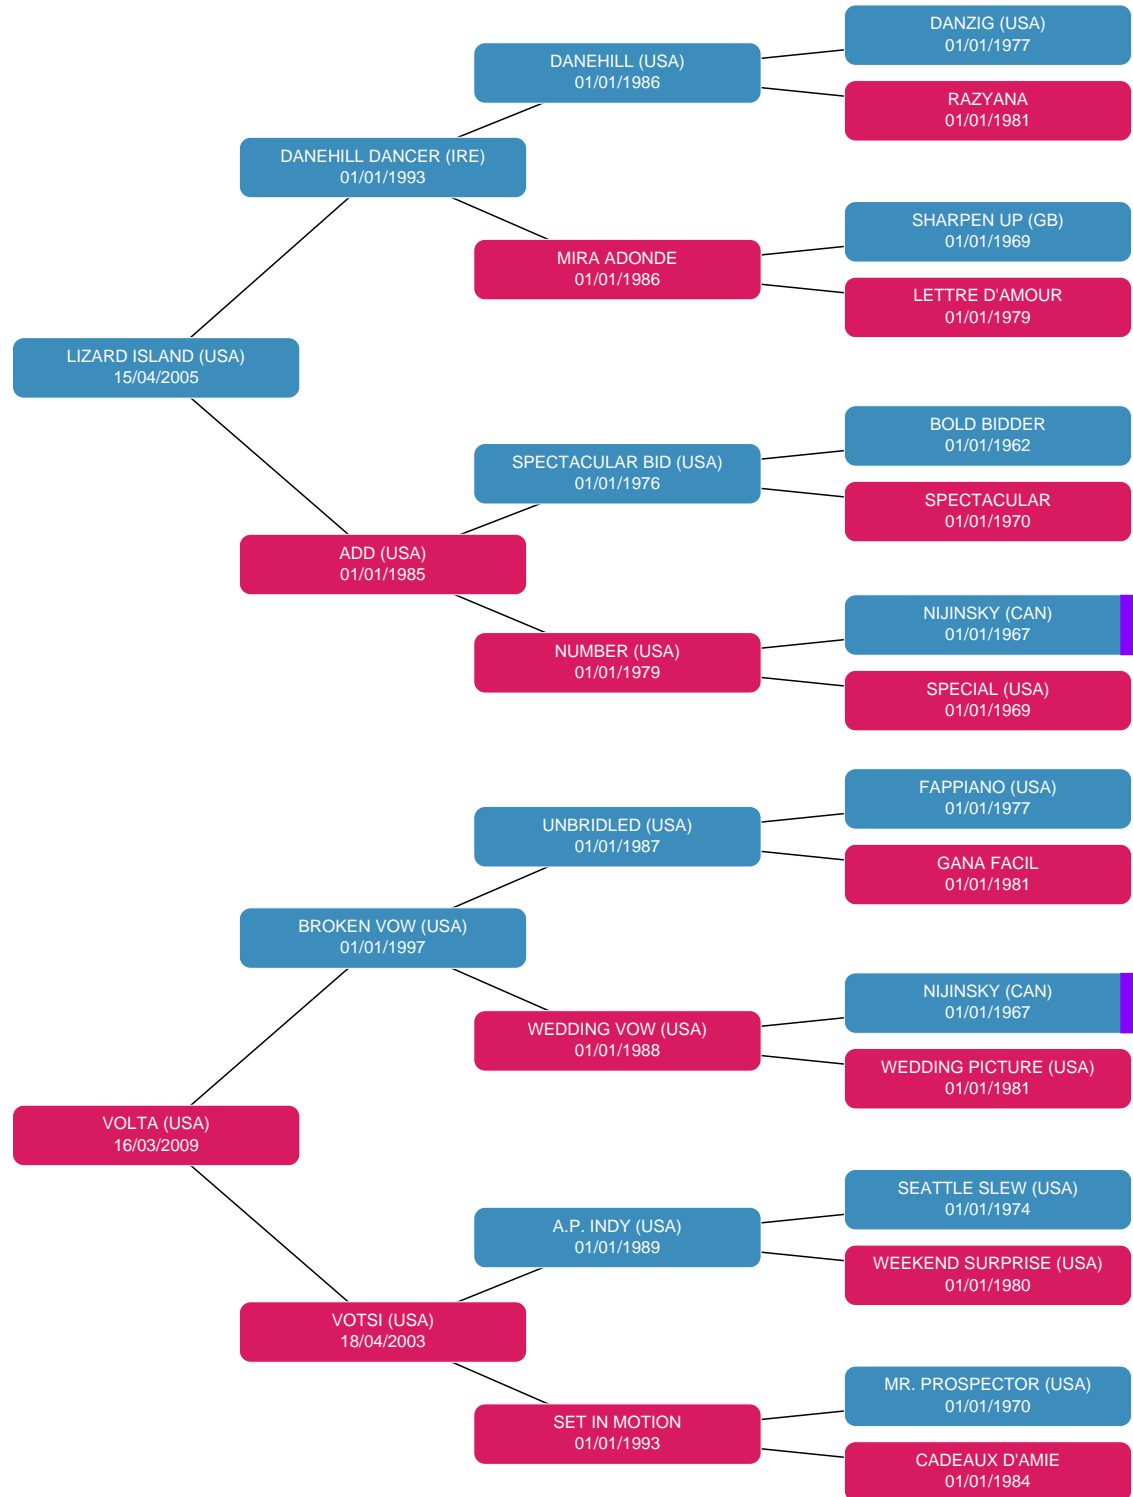 DANZIG (USA)
01/01/1977
DANEHILL (USA)
01/01/1986
RAZYANA
01/01/1981
DANEHILL DANCER (IRE)
01/01/1993
SHARPEN UP (GB)
01/01/1969
MIRA ADONDE
01/01/1986
LETTRE D'AMOUR
01/01/1979
LIZARD ISLAND (USA)
15/04/2005
BOLD BIDDER
01/01/1962
SPECTACULAR BID (USA)
01/01/1976
SPECTACULAR
01/01/1970
ADD (USA)
01/01/1985
NIJINSKY (CAN)
01/01/1967
NUMBER (USA)
01/01/1979
SPECIAL (USA)
01/01/1969
FAPPIANO (USA)
01/01/1977
UNBRIDLED (USA)
01/01/1987
GANA FACIL
01/01/1981
BROKEN VOW (USA)
01/01/1997
NIJINSKY (CAN)
01/01/1967
WEDDING VOW (USA)
01/01/1988
WEDDING PICTURE (USA)
01/01/1981
VOLTA (USA)
16/03/2009
SEATTLE SLEW (USA)
01/01/1974
A.P. INDY (USA)
01/01/1989
WEEKEND SURPRISE (USA)
01/01/1980
VOTSI (USA)
18/04/2003
MR. PROSPECTOR (USA)
01/01/1970
SET IN MOTION
01/01/1993
CADEAUX D'AMIE
01/01/1984